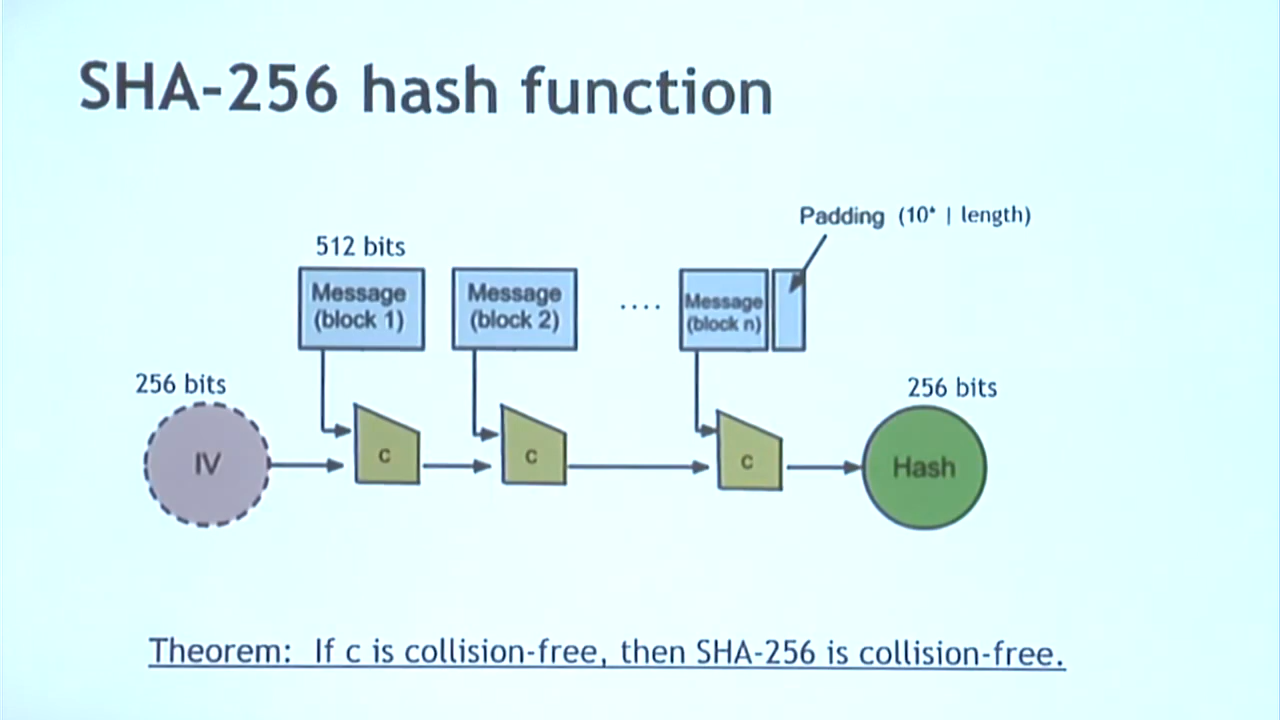 SHA-256 hash function
Padding (10* | length)
512 bits
Message
(block 1)
Message
(block 2)
....
Message
(block n)
256 bits
256 bits
IV
c
c
c
Hash
Theorem: If c is collision-free, then SHA-256 is collision-free.